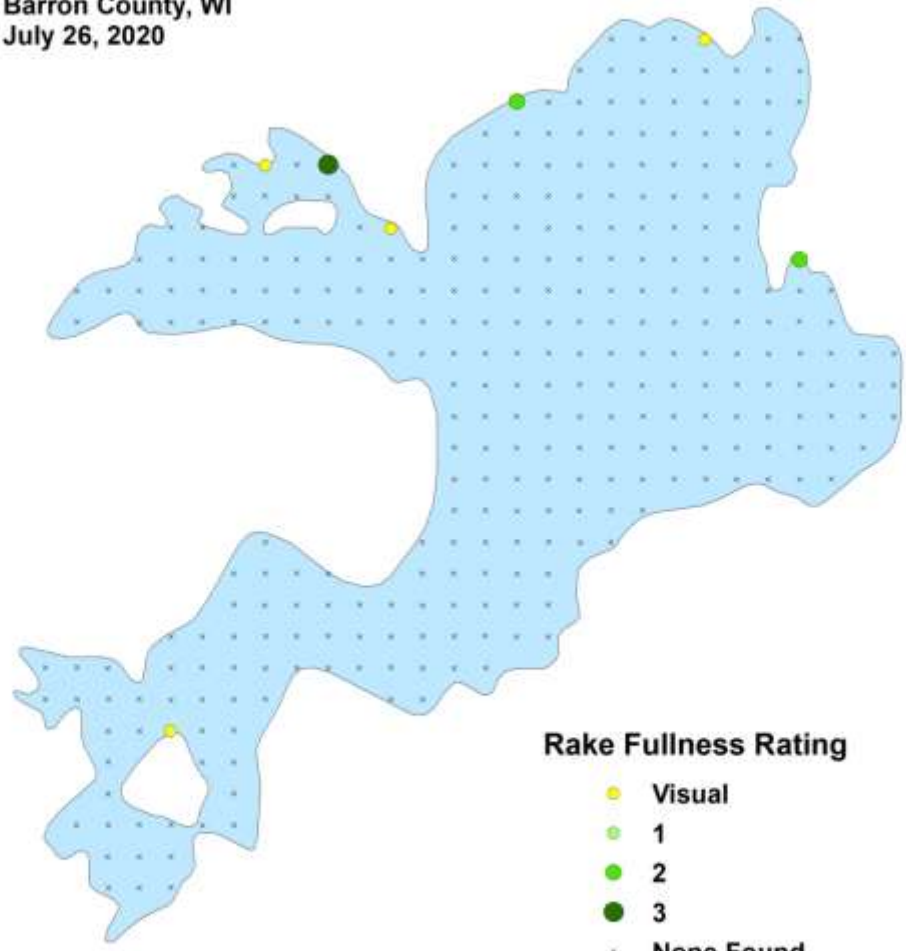 Barron County, WI
July 26, 2020
Rake Fullness Rating
Visual
1
2
3
None Found